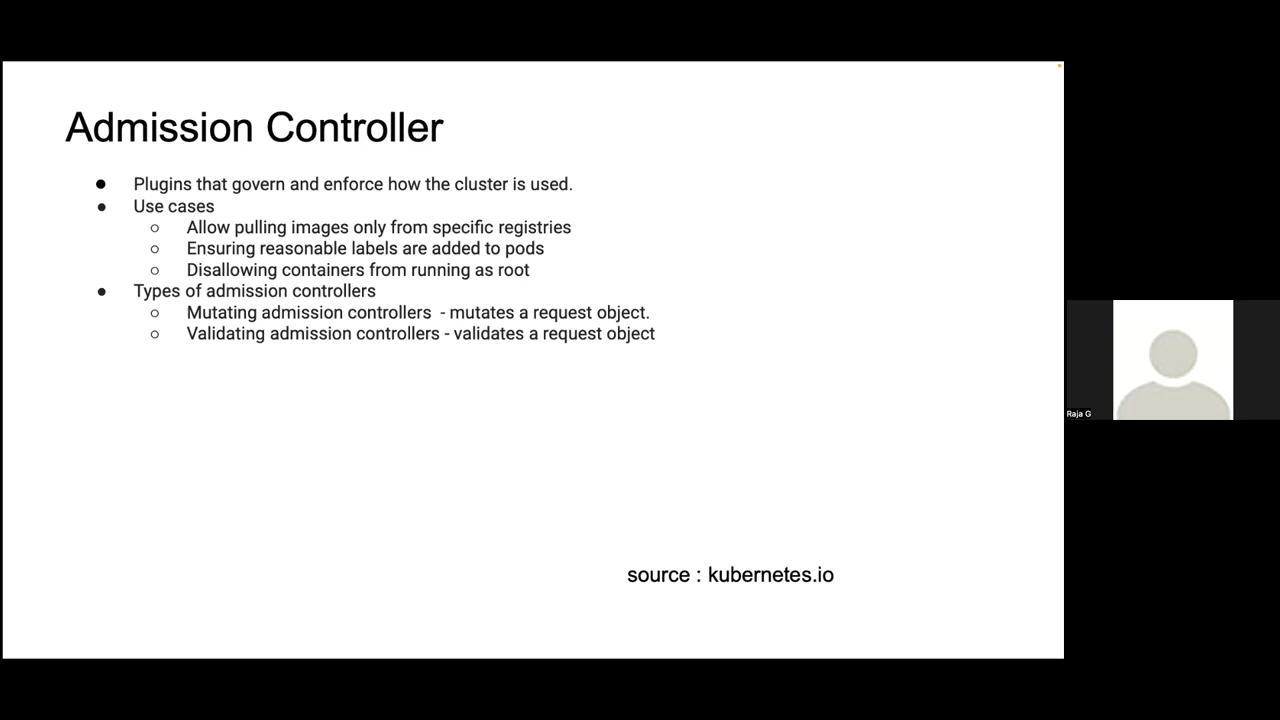 Admission Controller
● Plugins that govern and enforce how the cluster is used.
● Use cases
○ Allow pulling images only from specific registries
○ Ensuring reasonable labels are added to pods
○ Disallowing containers from running as root
● Types of admission controllers
○ Mutating admission controllers  - mutates a request object.
○ Validating admission controllers - validates a request object
source : kubernetes.io
Raja G